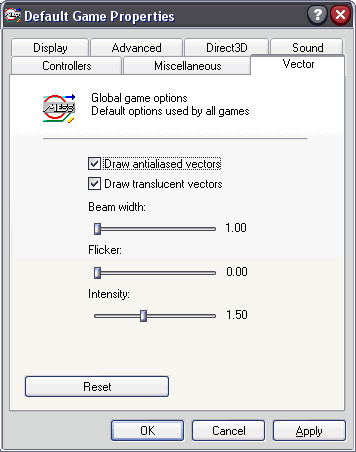 Default Game Properties
Display Advanced Direct3D Sound
Controllers Miscellaneous Vector
MESS
Global game options
Default options used by all games
Draw antialiased vectors
Draw translucent vectors
Beam width:
1.00
Flicker:
0.00
Intensity:
1.50
Reset
OK Cancel Apply